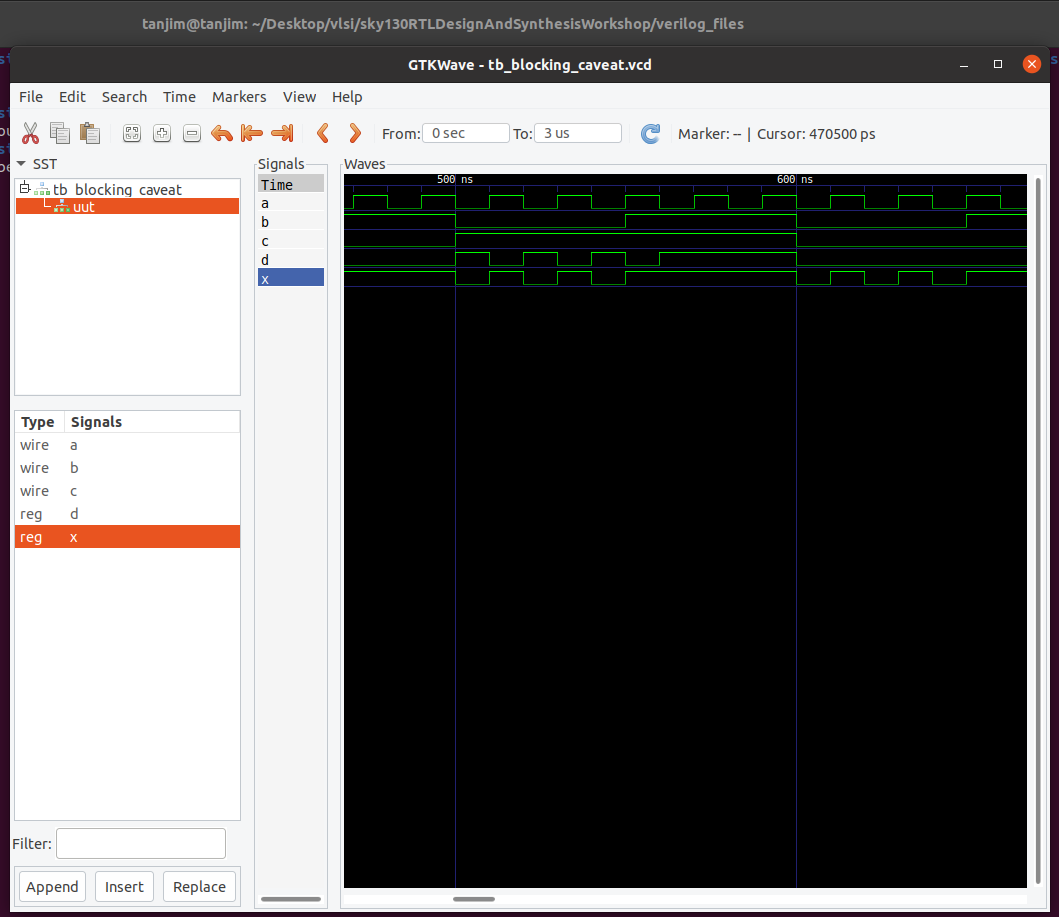 tanjim@tanjim: ~/Desktop/vlsi/sky130RTLDesignAndSynthesisWorkshop/verilog_files
GTKWave - tb_blocking_caveat.vcd
File Edit Search Time Markers View Help
From: 0 sec To: 3 us Marker: -- | Cursor: 470500 ps
SST
tb_blocking_caveat
uut
Signals
Time
a
b
c
d
x
Waves
500 ns 600 ns
Type Signals
wire a
wire b
wire c
reg d
reg x
Filter:
Append Insert Replace